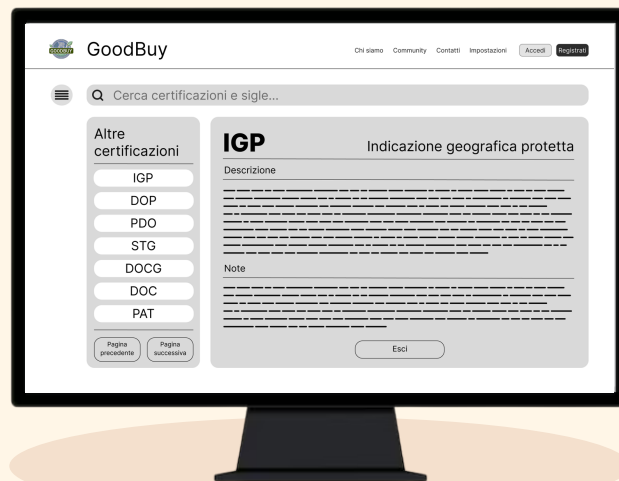 GOODBUY
GoodBuy
Chi siamo Community Contatti Impostazioni Accedi Registrati
Cerca certificazioni e sigle...
Altre
certificazioni
IGP
DOP
PDO
STG
DOCG
DOC
PAT
Pagina
precedente
Pagina
successiva
IGP
Indicazione geografica protetta
Descrizione
Note
Esci